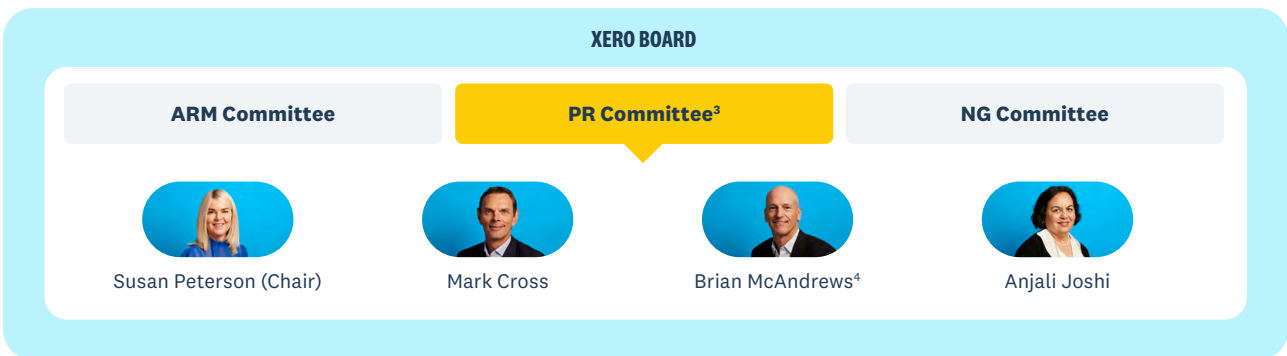 XERO BOARD
ARM Committee
PR Committee³
NG Committee
Susan Peterson (Chair)
Mark Cross
Brian McAndrews⁴
Anjali Joshi